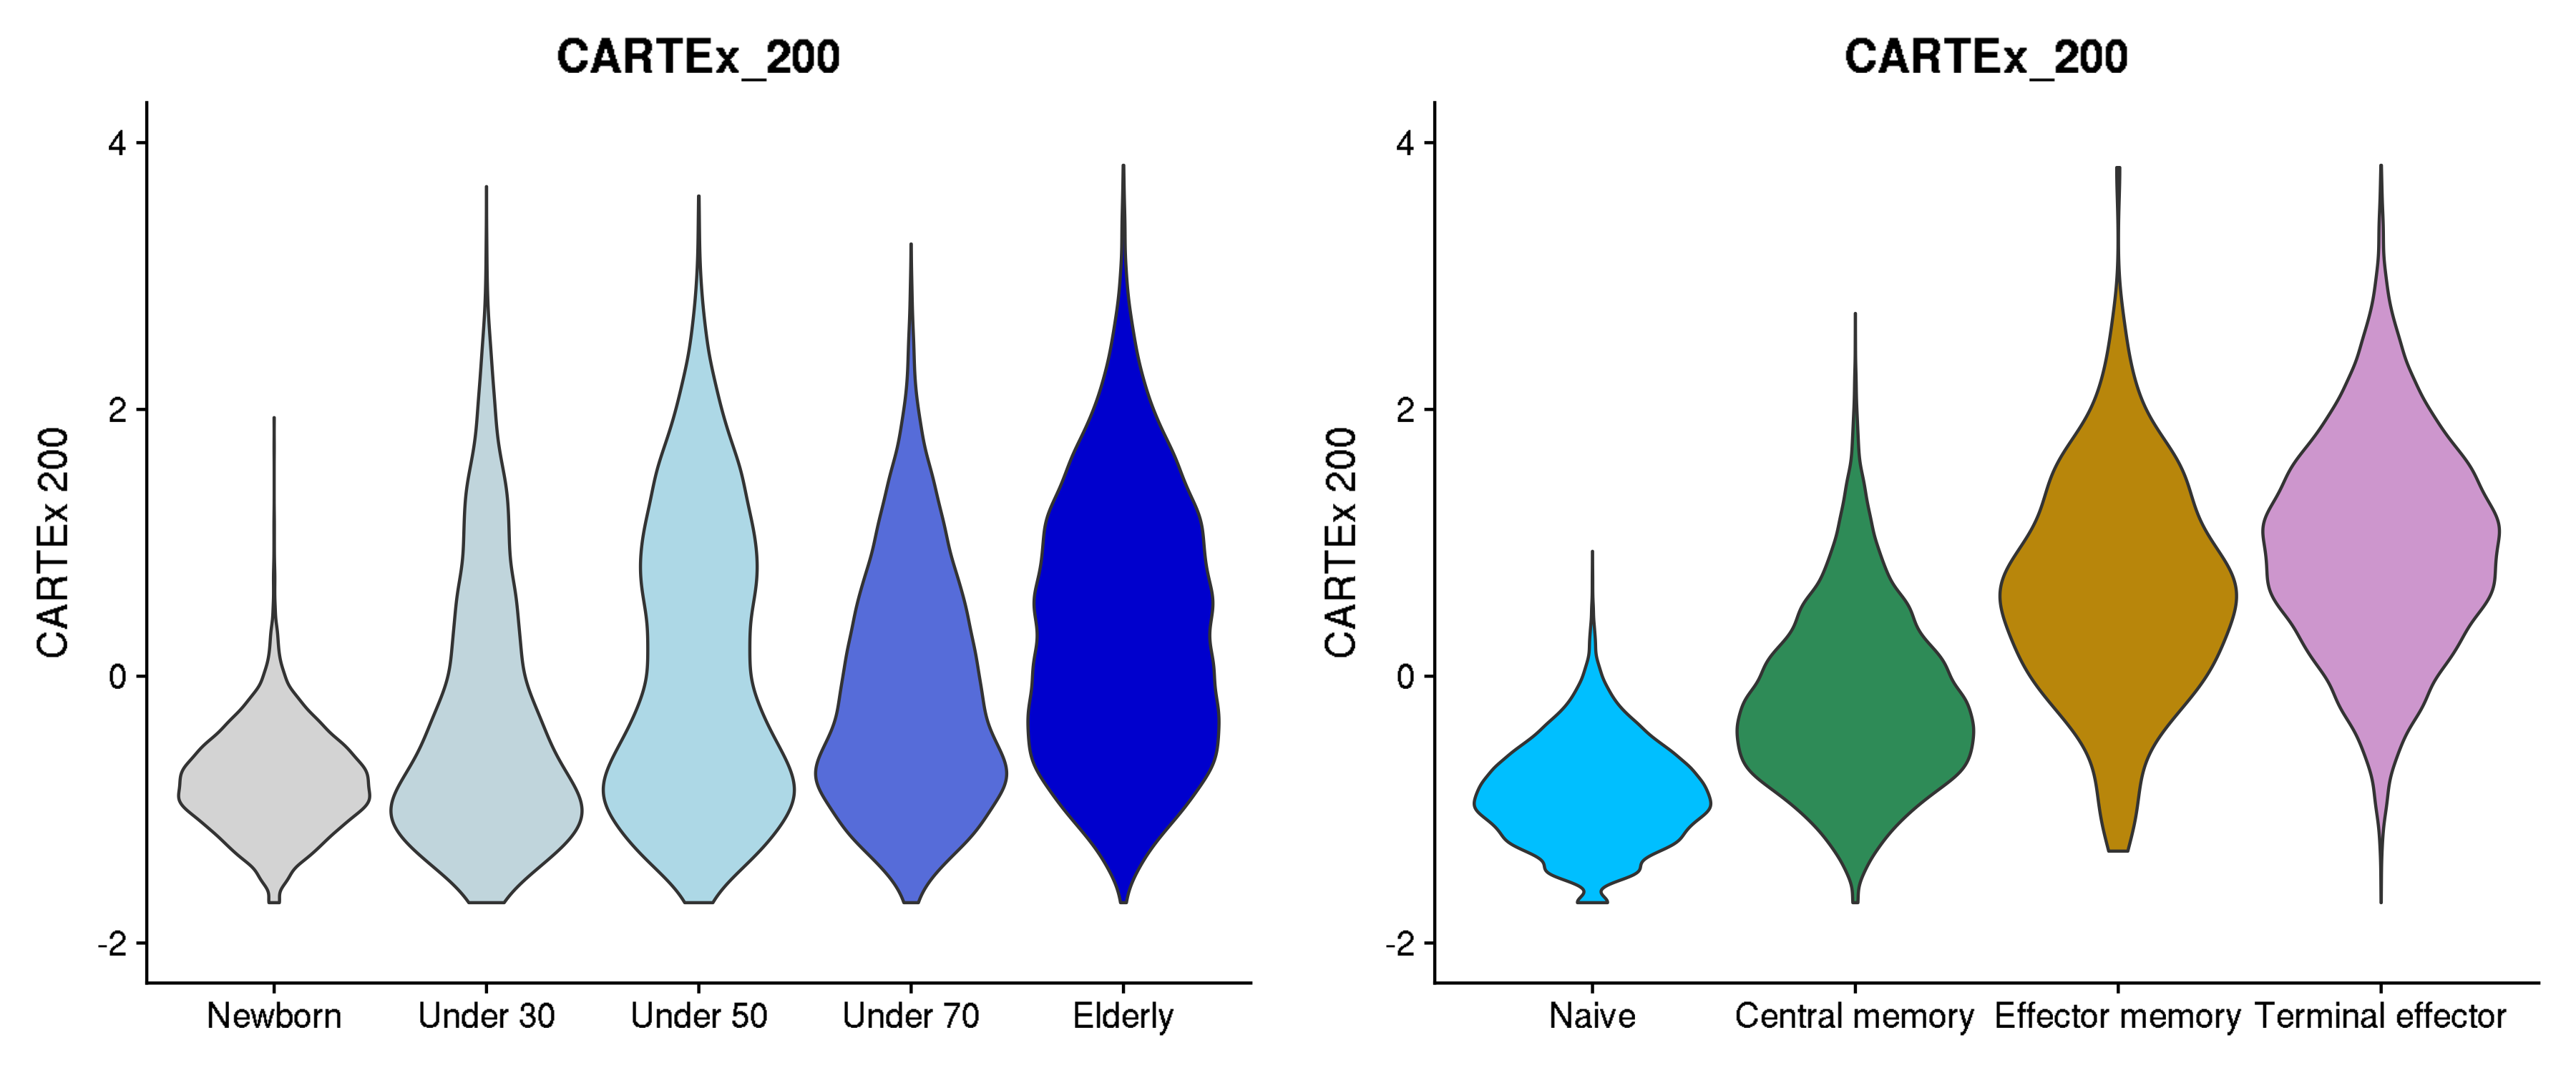 CARTEx_200
CARTEx 200
4
2
0
-2
Newborn Under 30 Under 50 Under 70 Elderly
CARTEx_200
CARTEx 200
4
2
0
-2
Naive Central memory Effector memory Terminal effector